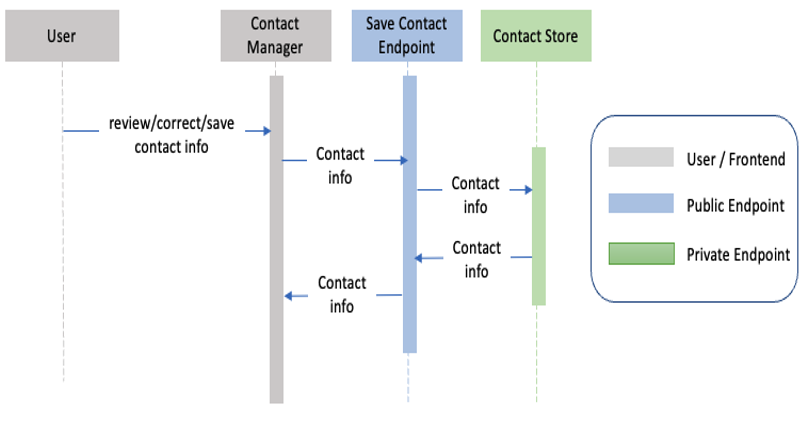 User
Contact
Manager
Save Contact
Endpoint
Contact Store
review/correct/save
contact info
Contact
info
Contact
info
Contact
info
Contact
info
User / Frontend
Public Endpoint
Private Endpoint